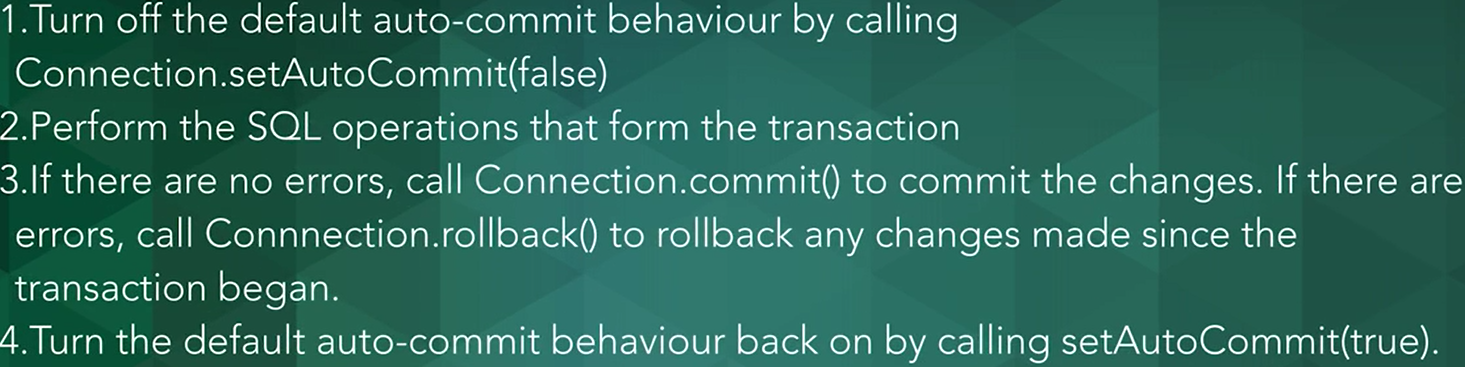 1.Turn off the default auto-commit behaviour by calling
Connection.setAutoCommit(false)
2.Perform the SQL operations that form the transaction
3.If there are no errors, call Connection.commit() to commit the changes. If there are
errors, call Connnection.rollback() to rollback any changes made since the
transaction began.
4.Turn the default auto-commit behaviour back on by calling setAutoCommit(true).